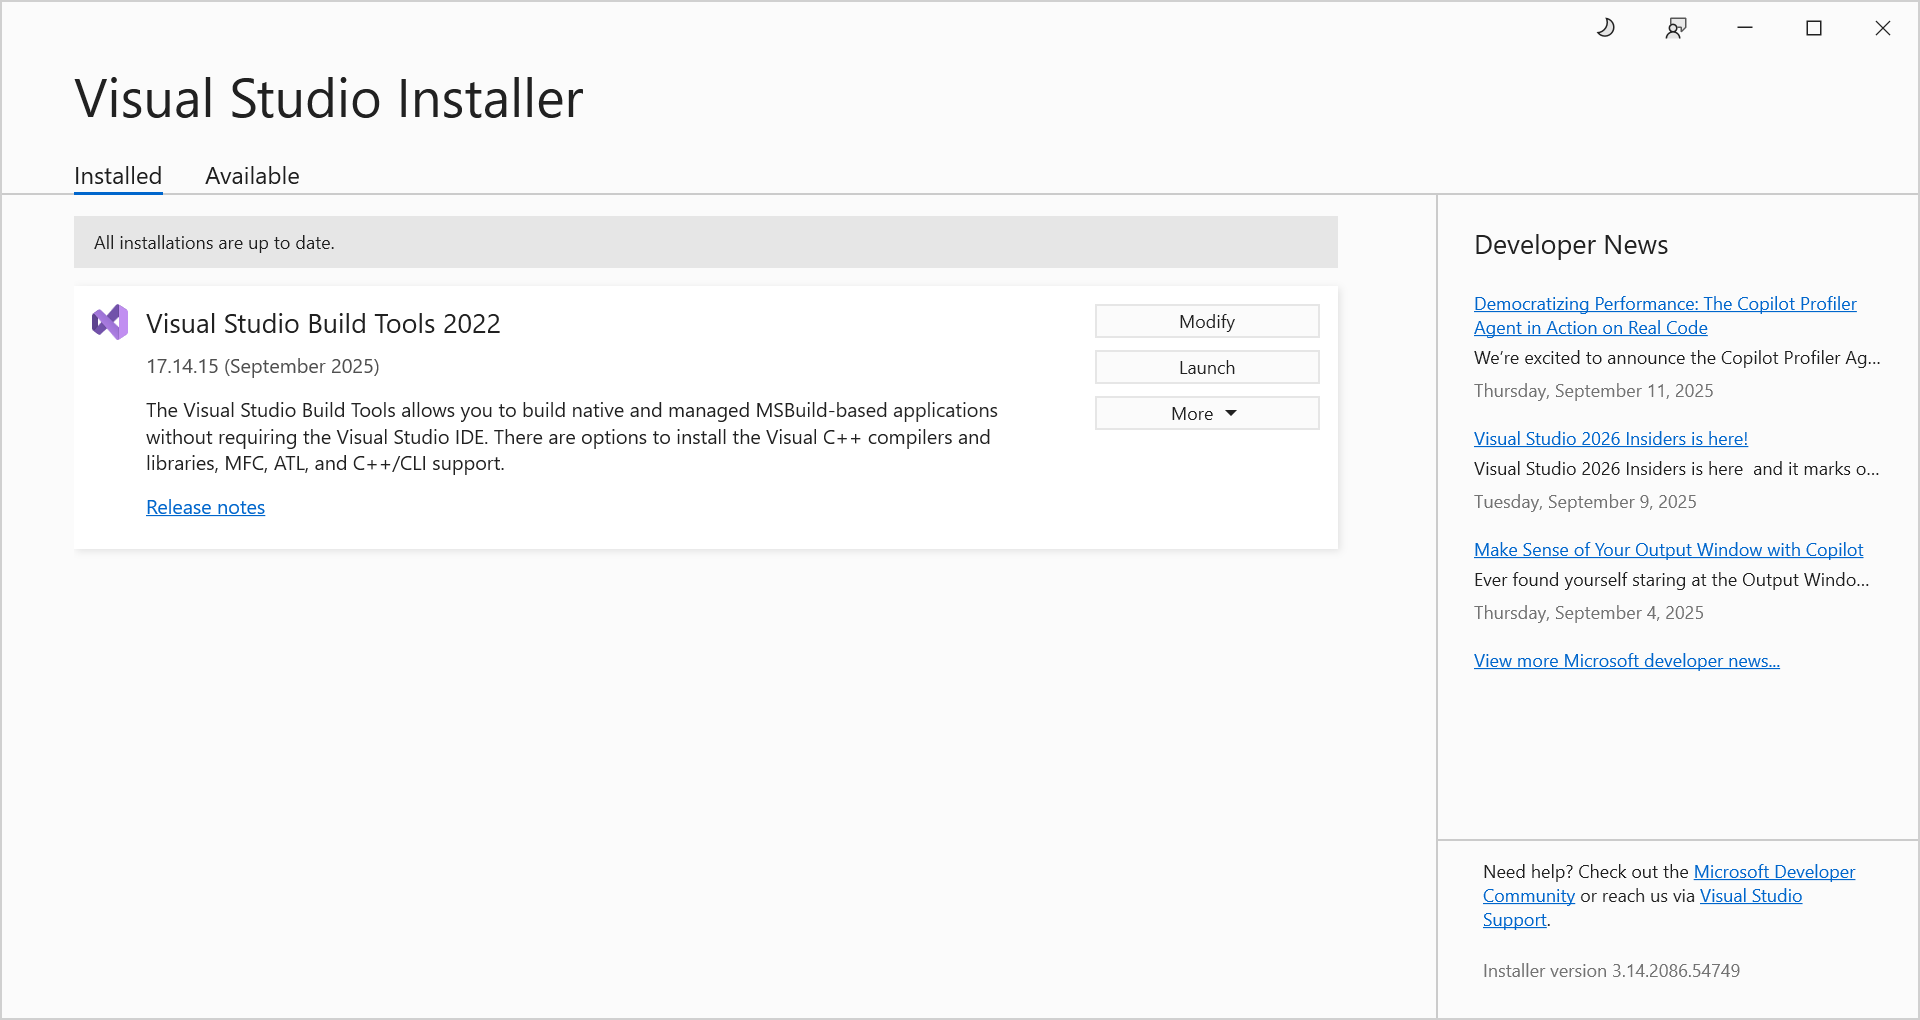 Visual Studio Installer
Installed
Available
All installations are up to date.
Visual Studio Build Tools 2022
17.14.15 (September 2025)
The Visual Studio Build Tools allows you to build native and managed MSBuild-based applications
without requiring the Visual Studio IDE. There are options to install the Visual C++ compilers and
libraries, MFC, ATL, and C++/CLI support.
Release notes
Modify
Launch
More
Developer News
Democratizing Performance: The Copilot Profiler
Agent in Action on Real Code
We’re excited to announce the Copilot Profiler Ag...
Thursday, September 11, 2025
Visual Studio 2026 Insiders is here!
Visual Studio 2026 Insiders is here  and it marks o...
Tuesday, September 9, 2025
Make Sense of Your Output Window with Copilot
Ever found yourself staring at the Output Windo...
Thursday, September 4, 2025
View more Microsoft developer news...
Need help? Check out the Microsoft Developer
Community or reach us via Visual Studio
Support.
Installer version 3.14.2086.54749